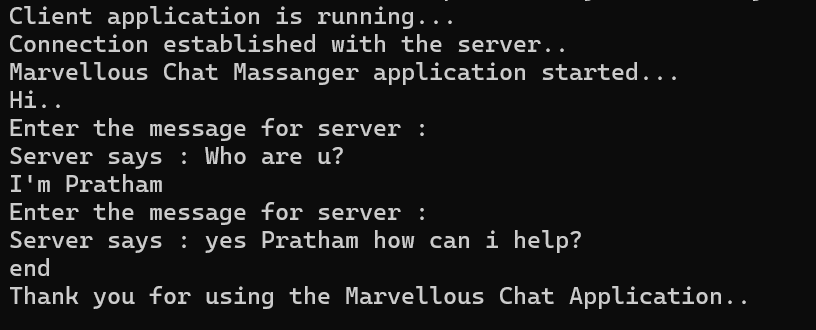 Client application is running...
Connection established with the server..
Marvellous Chat Massanger application started...
Hi..
Enter the message for server :
Server says : Who are u?
I'm Pratham
Enter the message for server :
Server says : yes Pratham how can i help?
end
Thank you for using the Marvellous Chat Application..